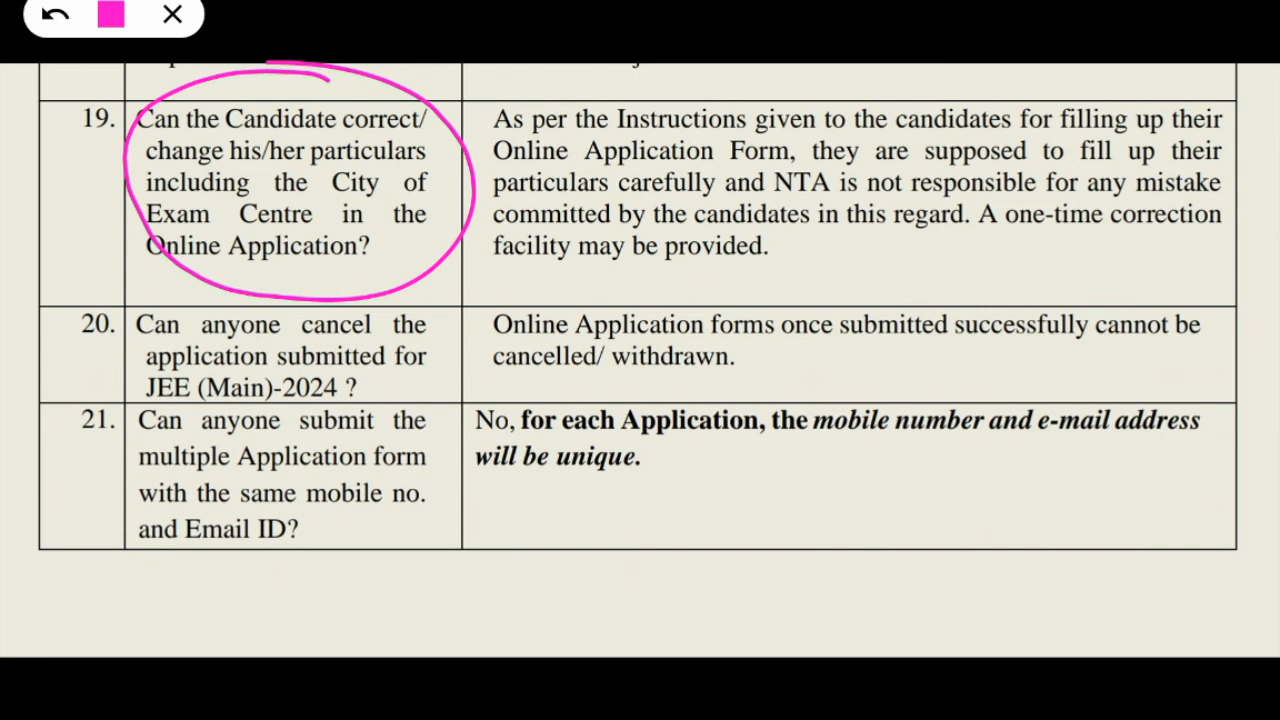 19.
Can the Candidate correct/
change his/her particulars
including the City of
Exam Centre in the
Online Application?
As per the Instructions given to the candidates for filling up their
Online Application Form, they are supposed to fill up their
particulars carefully and NTA is not responsible for any mistake
committed by the candidates in this regard. A one-time correction
facility may be provided.
20.
Can anyone cancel the
application submitted for
JEE (Main)-2024 ?
Online Application forms once submitted successfully cannot be
cancelled/ withdrawn.
21.
Can anyone submit the
multiple Application form
with the same mobile no.
and Email ID?
No, for each Application, the mobile number and e-mail address
will be unique.